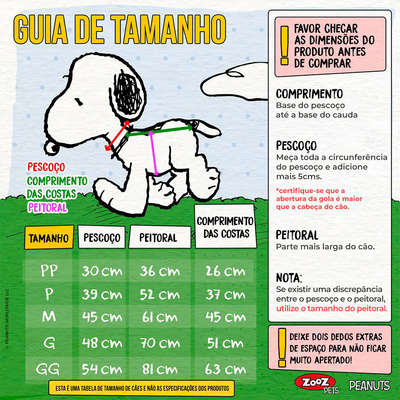 GUIA DE TAMANHO
PESCOÇO
COMPRIMENTO
DAS COSTAS
PEITORAL
TAMANHO PESCOÇO PEITORAL COMPRIMENTO DAS COSTAS
PP 30 cm 36 cm 26 cm
P 39 cm 52 cm 37 cm
M 45 cm 61 cm 45 cm
G 48 cm 70 cm 51 cm
GG 54 cm 81 cm 63 cm
ESTA É UMA TABELA DE TAMANHO DE CÃES E NÃO AS ESPECIFICAÇÕES DOS PRODUTOS
! FAVOR CHECAR
AS DIMENSÕES DO
PRODUTO ANTES
DE COMPRAR
COMPRIMENTO
Base do pescoço
até a base do cauda
PESCOÇO
Meça toda a circunferência
do pescoço e adicione
mais 5cms.
*certifique-se que a
abertura da gola é maior
que a cabeça do cão.
PEITORAL
Parte mais larga do cão.
NOTA:
Se existir uma discrepância
entre o pescoço e o peitoral,
utilize o tamanho do peitoral.
! DEIXE DOIS DEDOS EXTRAS
DE ESPAÇO PARA NÃO FICAR
MUITO APERTADO!
ZOOZ
PETS
PEANUTS